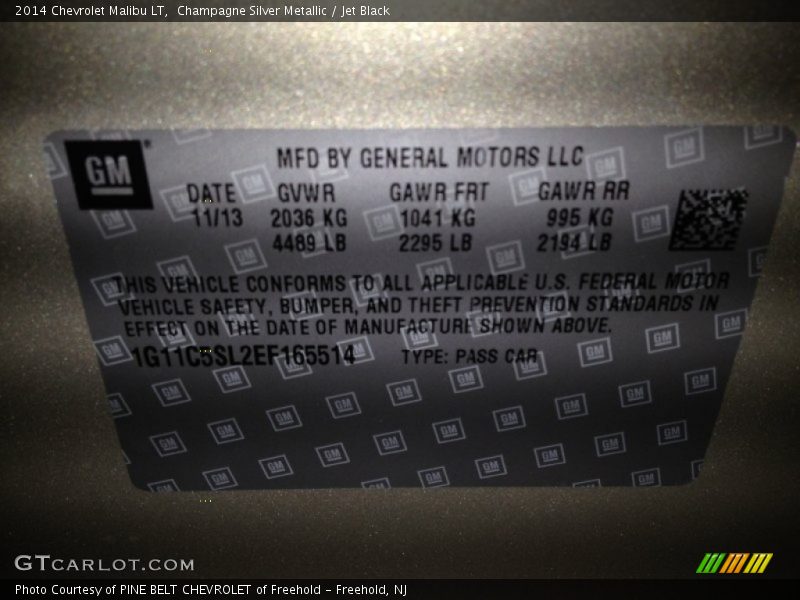 2014 Chevrolet Malibu LT,  Champagne Silver Metallic / Jet Black
GM
MFD BY GENERAL MOTORS LLC
DATE GVWR GAWR FRT GAWR RR
11/13 2036 KG 1041 KG 995 KG
4489 LB 2295 LB 2194 LB
THIS VEHICLE CONFORMS TO ALL APPLICABLE U.S. FEDERAL MOTOR
VEHICLE SAFETY, BUMPER, AND THEFT PREVENTION STANDARDS IN
EFFECT ON THE DATE OF MANUFACTURE SHOWN ABOVE.
1G11C5SL2EF165514 TYPE: PASS CAR
GTCARLOT.COM
Photo Courtesy of PINE BELT CHEVROLET of Freehold - Freehold, NJ